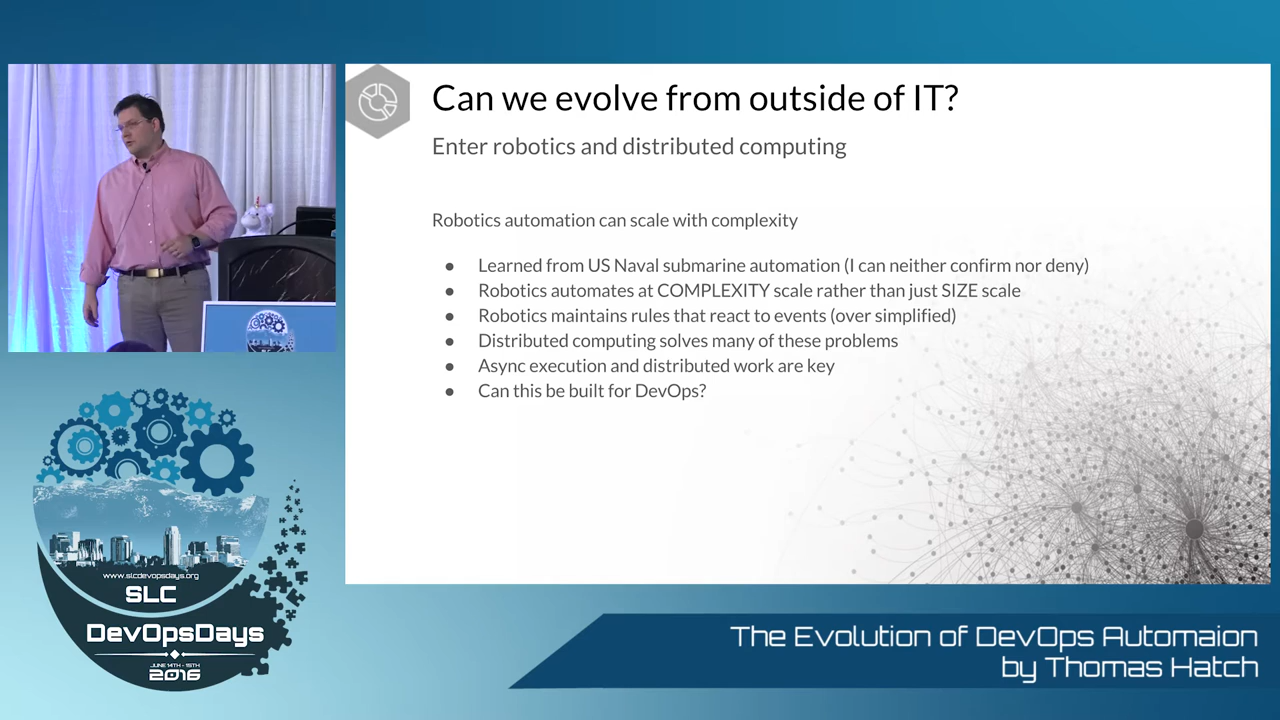 Can we evolve from outside of IT?
Enter robotics and distributed computing
Robotics automation can scale with complexity
● Learned from US Naval submarine automation (I can neither confirm nor deny)
● Robotics automates at COMPLEXITY scale rather than just SIZE scale
● Robotics maintains rules that react to events (over simplified)
● Distributed computing solves many of these problems
● Async execution and distributed work are key
● Can this be built for DevOps?
www.slcdevopsdays.org
SLC
DevOpsDays
JUNE 14TH - 15TH
2016
The Evolution of DevOps Automaion
by Thomas Hatch